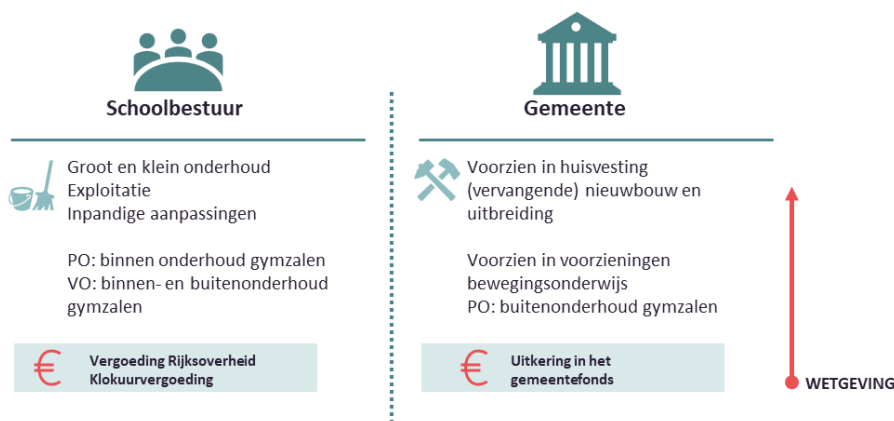 Schoolbestuur
Groot en klein onderhoud
Exploitatie
Inpandige aanpassingen
PO: binnen onderhoud gymzalen
VO: binnen- en buitenonderhoud
gymzalen
€
Vergoeding Rijksoverheid
Klokuurvergoeding
Gemeente
Voorzien in huisvesting
(vervangende) nieuwbouw en
uitbreiding
Voorzien in voorzieningen
bewegingsonderwijs
PO: buitenonderhoud gymzalen
€
Uitkering in het
gemeentefonds
WETGEVING